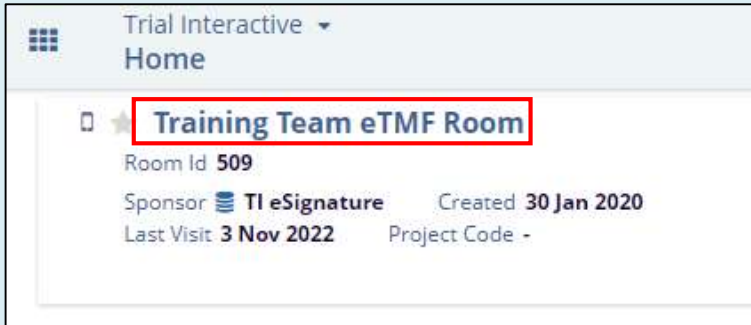 Trial Interactive
Home
Training Team eTMF Room
Room Id 509
Sponsor TI eSignature Created 30 Jan 2020
Last Visit 3 Nov 2022 Project Code -